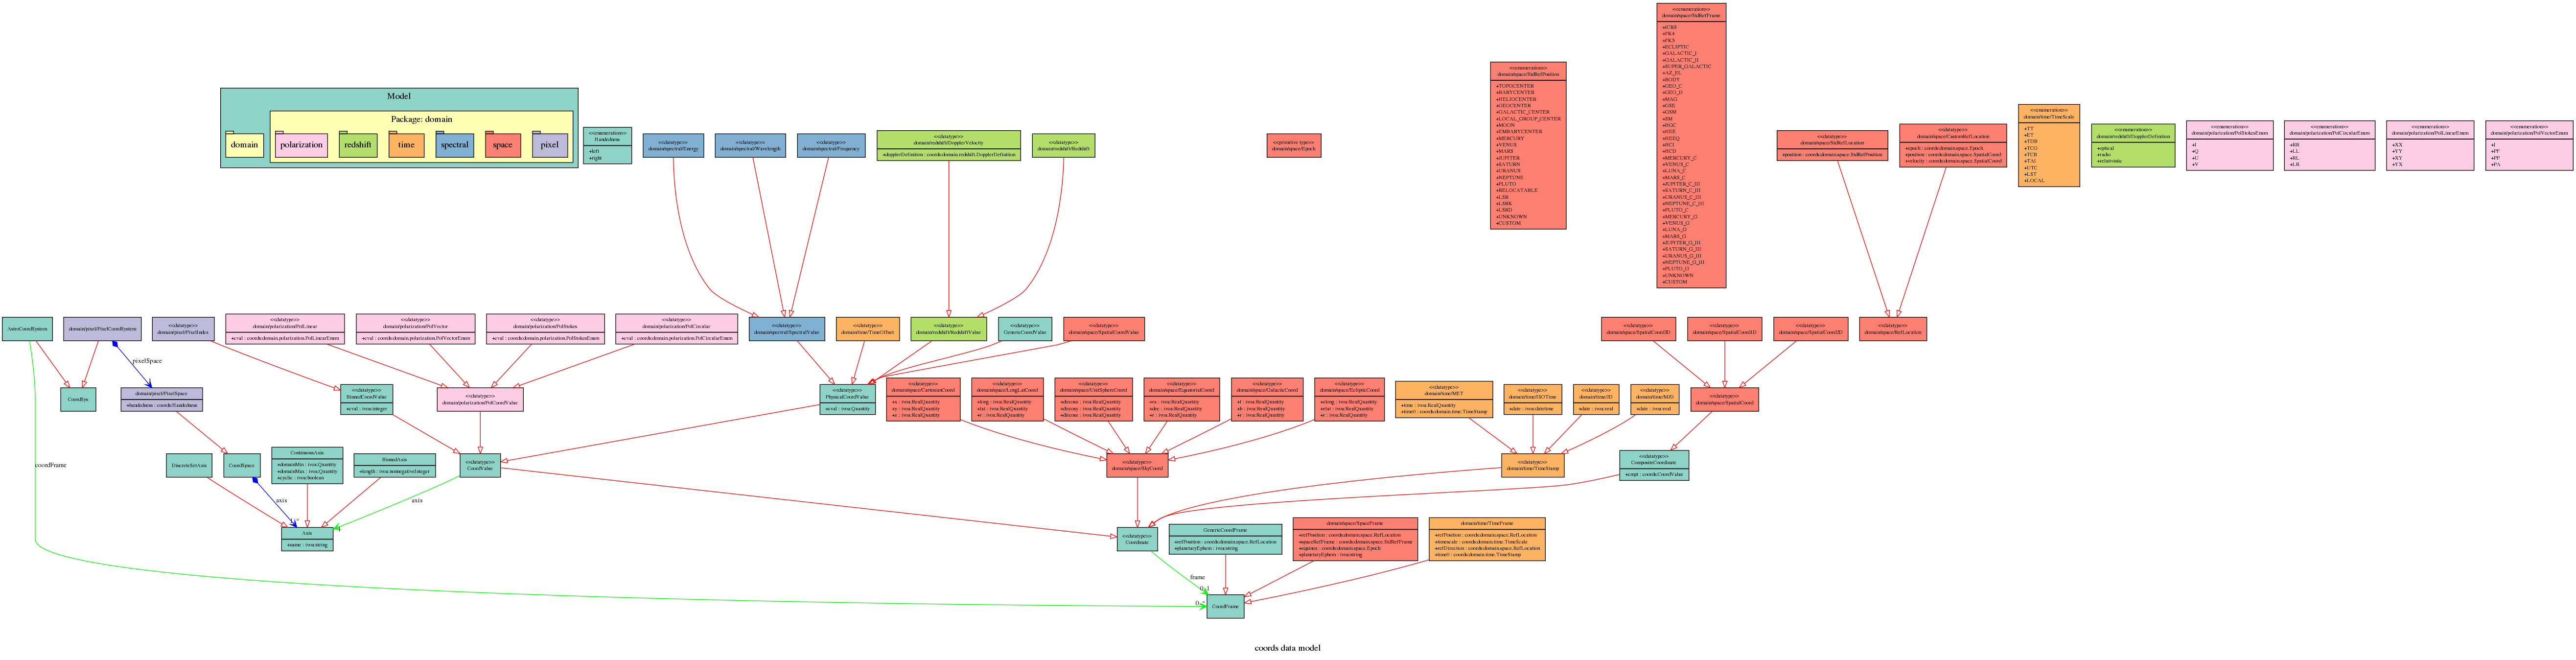 <<enumeration>>
domain/space/StdRefFrame
+ICRS
+FK4
+FK5
+ECLIPTIC
+GALACTIC_I
+GALACTIC_II
+SUPER_GALACTIC
+AZ_EL
+BODY
+GEO_C
+GEO_D
+MAG
+GSE
+GSM
+SM
+HGC
+HEE
+HEEQ
+HCI
+HCD
+MERCURY_C
+VENUS_C
+LUNA_C
+MARS_C
+JUPITER_C_III
+SATURN_C_III
+URANUS_C_III
+NEPTUNE_C_III
+PLUTO_C
+MERCURY_G
+VENUS_G
+LUNA_G
+MARS_G
+JUPITER_G_III
+SATURN_G_III
+URANUS_G_III
+NEPTUNE_G_III
+PLUTO_G
+UNKNOWN
+CUSTOM
<<enumeration>>
domain/space/StdRefPosition
+TOPOCENTER
+BARYCENTER
+HELIOCENTER
+GEOCENTER
+GALACTIC_CENTER
+LOCAL_GROUP_CENTER
+MOON
+EMBARYCENTER
+MERCURY
+VENUS
+MARS
+JUPITER
+SATURN
+URANUS
+NEPTUNE
+PLUTO
+RELOCATABLE
+LSR
+LSRK
+LSRD
+UNKNOWN
+CUSTOM
Model
Package: domain
domain
polarization
redshift
time
spectral
space
pixel
<<enumeration>>
Handedness
+left
+right
<<datatype>>
domain/spectral/Energy
<<datatype>>
domain/spectral/Wavelength
<<datatype>>
domain/spectral/Frequency
<<datatype>>
domain/redshift/DopplerVelocity
+dopplerDefinition : coords:domain.redshift.DopplerDefinition
<<datatype>>
domain/redshift/Redshift
<<primitive type>>
domain/space/Epoch
<<datatype>>
domain/space/StdRefLocation
+position : coords:domain.space.StdRefPosition
<<datatype>>
domain/space/CustomRefLocation
+epoch : coords:domain.space.Epoch
+position : coords:domain.space.SpatialCoord
+velocity : coords:domain.space.SpatialCoord
<<enumeration>>
domain/time/TimeScale
+TT
+ET
+TDB
+TCG
+TCB
+TAI
+UTC
+LST
+LOCAL
<<enumeration>>
domain/redshift/DopplerDefinition
+optical
+radio
+relativistic
<<enumeration>>
domain/polarization/PolStokesEnum
+I
+Q
+U
+V
<<enumeration>>
domain/polarization/PolCircularEnum
+RR
+LL
+RL
+LR
<<enumeration>>
domain/polarization/PolLinearEnum
+XX
+YY
+XY
+YX
<<enumeration>>
domain/polarization/PolVectorEnum
+I
+PF
+PP
+PA
AstroCoordSystem
domain/pixel/PixelCoordSystem
<<datatype>>
domain/pixel/PixelIndex
<<datatype>>
domain/polarization/PolLinear
+cval : coords:domain.polarization.PolLinearEnum
<<datatype>>
domain/polarization/PolVector
+cval : coords:domain.polarization.PolVectorEnum
<<datatype>>
domain/polarization/PolStokes
+cval : coords:domain.polarization.PolStokesEnum
<<datatype>>
domain/polarization/PolCircular
+cval : coords:domain.polarization.PolCircularEnum
<<datatype>>
domain/spectral/SpectralValue
<<datatype>>
domain/time/TimeOffset
<<datatype>>
domain/redshift/RedshiftValue
<<datatype>>
GenericCoordValue
<<datatype>>
domain/space/SpatialCoordValue
<<datatype>>
domain/space/SpatialCoord3D
<<datatype>>
domain/space/SpatialCoord1D
<<datatype>>
domain/space/SpatialCoord2D
<<datatype>>
domain/space/RefLocation
pixelSpace
CoordSys
domain/pixel/PixelSpace
+handedness : coords:Handedness
<<datatype>>
BinnedCoordValue
+cval : ivoa:integer
<<datatype>>
domain/polarization/PolCoordValue
<<datatype>>
PhysicalCoordValue
+cval : ivoa:Quantity
<<datatype>>
domain/space/CartesianCoord
+x : ivoa:RealQuantity
+y : ivoa:RealQuantity
+z : ivoa:RealQuantity
<<datatype>>
domain/space/LongLatCoord
+long : ivoa:RealQuantity
+lat : ivoa:RealQuantity
+r : ivoa:RealQuantity
<<datatype>>
domain/space/UnitSphereCoord
+dircosx : ivoa:RealQuantity
+dircosy : ivoa:RealQuantity
+dircosz : ivoa:RealQuantity
<<datatype>>
domain/space/EquatorialCoord
+ra : ivoa:RealQuantity
+dec : ivoa:RealQuantity
+r : ivoa:RealQuantity
<<datatype>>
domain/space/GalacticCoord
+l : ivoa:RealQuantity
+b : ivoa:RealQuantity
+r : ivoa:RealQuantity
<<datatype>>
domain/space/EclipticCoord
+elong : ivoa:RealQuantity
+elat : ivoa:RealQuantity
+r : ivoa:RealQuantity
<<datatype>>
domain/time/MET
+time : ivoa:RealQuantity
+time0 : coords:domain.time.TimeStamp
<<datatype>>
domain/time/ISOTime
+date : ivoa:datetime
<<datatype>>
domain/time/JD
+date : ivoa:real
<<datatype>>
domain/time/MJD
+date : ivoa:real
<<datatype>>
domain/space/SpatialCoord
coordFrame
DiscreteSetAxis
CoordSpace
ContinuousAxis
+domainMin : ivoa:Quantity
+domainMax : ivoa:Quantity
+cyclic : ivoa:boolean
BinnedAxis
+length : ivoa:nonnegativeInteger
<<datatype>>
CoordValue
<<datatype>>
domain/space/SkyCoord
<<datatype>>
domain/time/TimeStamp
<<datatype>>
CompositeCoordinate
+cmpt : coords:CoordValue
axis
axis
1..*
1
Axis
+name : ivoa:string
<<datatype>>
Coordinate
GenericCoordFrame
+refPosition : coords:domain.space.RefLocation
+planetaryEphem : ivoa:string
domain/space/SpaceFrame
+refPosition : coords:domain.space.RefLocation
+spaceRefFrame : coords:domain.space.StdRefFrame
+equinox : coords:domain.space.Epoch
+planetaryEphem : ivoa:string
domain/time/TimeFrame
+refPosition : coords:domain.space.RefLocation
+timescale : coords:domain.time.TimeScale
+refDirection : coords:domain.space.RefLocation
+time0 : coords:domain.time.TimeStamp
frame
0..1
0..*
CoordFrame
coords data model